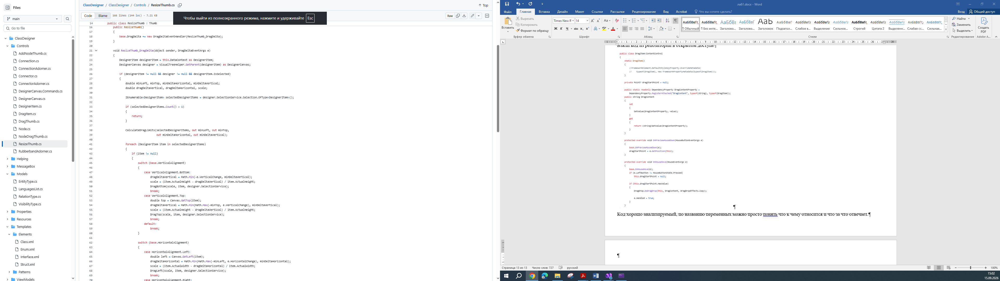 Files
main
Go to file
ClassDesigner
Controls
AddNodeThumb.cs
Connection.cs
ConnectionAdorner.cs
Connector.cs
ConnectorAdorner.cs
DesignerCanvas.Commands.cs
DesignerCanvas.cs
DesignerItem.cs
DragItem.cs
DragThumb.cs
Node.cs
NodeDragThumb.cs
ResizeThumb.cs
RubberbandAdorner.cs
Helping
MessageBox
Models
EntityType.cs
LanguagesList.cs
RelationType.cs
VisibilityType.cs
Properties
Resources
Templates
Elements
Class.xml
Enum.xml
Interface.xml
Struct.xml
Patterns
ViewModels
ClassDesigner / ClassDesigner / Controls / ResizeThumb.cs
Top
Code Blame 166 lines (144 loc) · 7.21 KB
Raw
Чтобы выйти из полноэкранного режима, нажмите и удерживайте Esc
14 public class ResizeThumb : Thumb
16 public ResizeThumb()
17 {
18 base.DragDelta += new DragDeltaEventHandler(ResizeThumb_DragDelta);
19 }
20
21 void ResizeThumb_DragDelta(object sender, DragDeltaEventArgs e)
22 {
23 DesignerItem designerItem = this.DataContext as DesignerItem;
24 DesignerCanvas designer = VisualTreeHelper.GetParent(designerItem) as DesignerCanvas;
25
26 if (designerItem != null && designer != null && designerItem.IsSelected)
27 {
28 double minLeft, minTop, minDeltaHorizontal, minDeltaVertical;
29 double dragDeltaVertical, dragDeltaHorizontal, scale;
30
31 IEnumerable<DesignerItem> selectedDesignerItems = designer.SelectionService.Selection.OfType<DesignerItem>();
32
33 if (selectedDesignerItems.Count() > 1)
34 {
35 return;
36 }
37
38 CalculateDragLimits(selectedDesignerItems, out minLeft, out minTop,
39 out minDeltaHorizontal, out minDeltaVertical);
40
41 foreach (DesignerItem item in selectedDesignerItems)
42 {
43 if (item != null)
44 {
45 switch (base.VerticalAlignment)
46 {
47 case VerticalAlignment.Bottom:
48 dragDeltaVertical = Math.Min(-e.VerticalChange, minDeltaVertical);
49 scale = (item.ActualHeight - dragDeltaVertical) / item.ActualHeight;
50 DragBottom(scale, item, designer.SelectionService);
51 break;
52 case VerticalAlignment.Top:
53 double top = Canvas.GetTop(item);
54 dragDeltaVertical = Math.Min(Math.Max(-minTop, e.VerticalChange), minDeltaVertical);
55 scale = (item.ActualHeight - dragDeltaVertical) / item.ActualHeight;
56 DragTop(scale, item, designer.SelectionService);
57 break;
58 default:
59 break;
60 }
61
62 switch (base.HorizontalAlignment)
63 {
64 case HorizontalAlignment.Left:
65 double left = Canvas.GetLeft(item);
66 dragDeltaHorizontal = Math.Min(Math.Max(-minLeft, e.HorizontalChange), minDeltaHorizontal);
67 scale = (item.ActualWidth - dragDeltaHorizontal) / item.ActualWidth;
68 DragLeft(scale, item, designer.SelectionService);
69 break;
70 case HorizontalAlignment.Right:
лаб1.docx - Word
Файл Главная Вставка Дизайн Макет Ссылки Рассылки Рецензирование Вид Acrobat Что вы хотите сделать? Вход Общий доступ
Вставить
Вырезать
Копировать
Формат по образцу
Буфер обмена
Times New R 14
Ж К Ч abc x₂ x²
Шрифт
Абзац
АаБбВвГг, АаБбВвГг, АаБбВı АаБбВвГ Aab АаБбВвГ АаБбВвГг АаБбВвГг АаБбВвГг АаБбВвГг, АаБбВвГг АаБбВвГг АаБбВвГг, АаБбВвГг,
¶ Обычный ¶ Без инте... Заголово... Заголово... Заголовок Подзагол... Слабое в... Выделение Сильное... Строгий Цитата 2 Выделенн... Слабая сс... Сильная...
Стили
Найти
Заменить
Выделить
Редактирование
Создать PDF
Adobe A...
Взяли код из репозитории в открытом доступе¶
public class DragItem:ContentControl
{
static DragItem()
{
//FrameworkElement.DefaultStyleKeyProperty.OverrideMetadata(
// typeof(DragItem), new FrameworkPropertyMetadata(typeof(DragItem)));
}
private Point? dragStartPoint = null;
public static readonly DependencyProperty DragContentProperty =
DependencyProperty.RegisterAttached("DragContent", typeof(string), typeof(DragItem));
public string DragContent
{
set
{
SetValue(DragContentProperty, value);
}
get
{
return (string)GetValue(DragContentProperty);
}
}
protected override void OnPreviewMouseDown(MouseButtonEventArgs e)
{
base.OnPreviewMouseDown(e);
dragStartPoint = e.GetPosition(this);
}
protected override void OnMouseMove(MouseEventArgs e)
{
base.OnMouseMove(e);
if (e.LeftButton != MouseButtonState.Pressed)
this.dragStartPoint = null;
if (this.dragStartPoint.HasValue)
{
DragDrop.DoDragDrop(this, DragContent, DragDropEffects.Copy);
e.Handled = true;
}
}
¶
Код·хорошо·анализируемый,·по·названию·переменных·можно·просто·понять·что·к·чему·относится·и·что·за·что·отвечает.¶
¶
Страница 13 из 13 Число слов: 727 русский
100%
15:02
15.09.2026